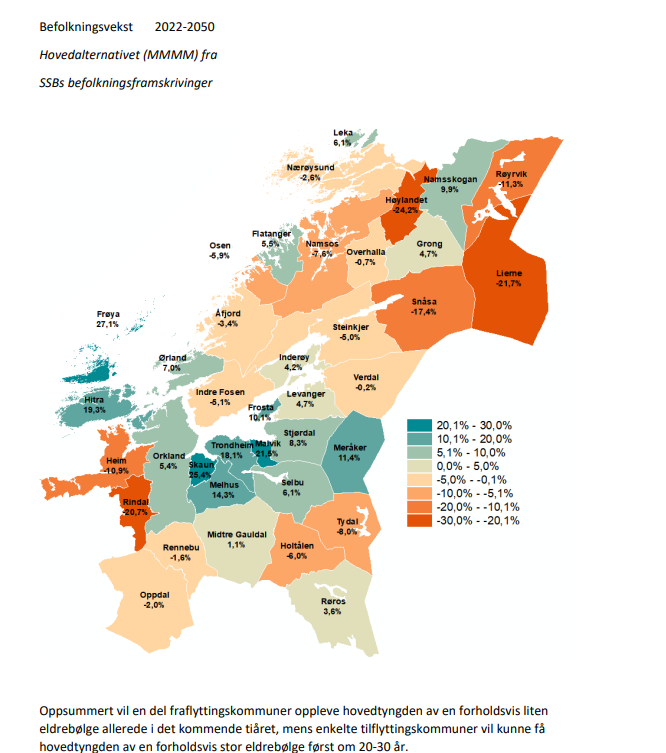 Befolkningsvekst 2022-2050
Hovedalternativet (MMMM) fra
SSBs befolkningsframskrivinger
Leka
6,1%
Nærøysund
-2,6%
Namsskogan
9,9%
Røyrvik
-11,3%
Høylandet
-24,2%
Flatanger
5,5%
Osen
-5,9%
Namsos
-7,6%
Overhalla
-0,7%
Grong
4,7%
Lierne
-21,7%
Snåsa
-17,4%
Frøya
27,1%
Åfjord
-3,4%
Steinkjer
-5,0%
Ørland
7,0%
Inderøy
4,2%
Verdal
-0,2%
Hitra
19,3%
Indre Fosen
-5,1%
Levanger
4,7%
Frosta
10,1%
Stjørdal
8,3%
Meråker
11,4%
Trondheim
18,1%
Malvik
21,5%
Orkland
5,4%
Heim
-10,9%
Skaun
25,4%
Melhus
14,3%
Selbu
6,1%
Rindal
-20,7%
Tydal
-8,0%
Midtre Gauldal
1,1%
Rennebu
-1,6%
Holtålen
-6,0%
Oppdal
-2,0%
Røros
3,6%
20,1% - 30,0%
10,1% - 20,0%
5,1% - 10,0%
0,0% - 5,0%
-5,0% - -0,1%
-10,0% - -5,1%
-20,0% - -10,1%
-30,0% - -20,1%
Oppsummert vil en del fraflyttingskommuner oppleve hovedtyngden av en forholdsvis liten
eldrebølge allerede i det kommende tiåret, mens enkelte tilflyttingskommuner vil kunne få
hovedtyngden av en forholdsvis stor eldrebølge først om 20-30 år.